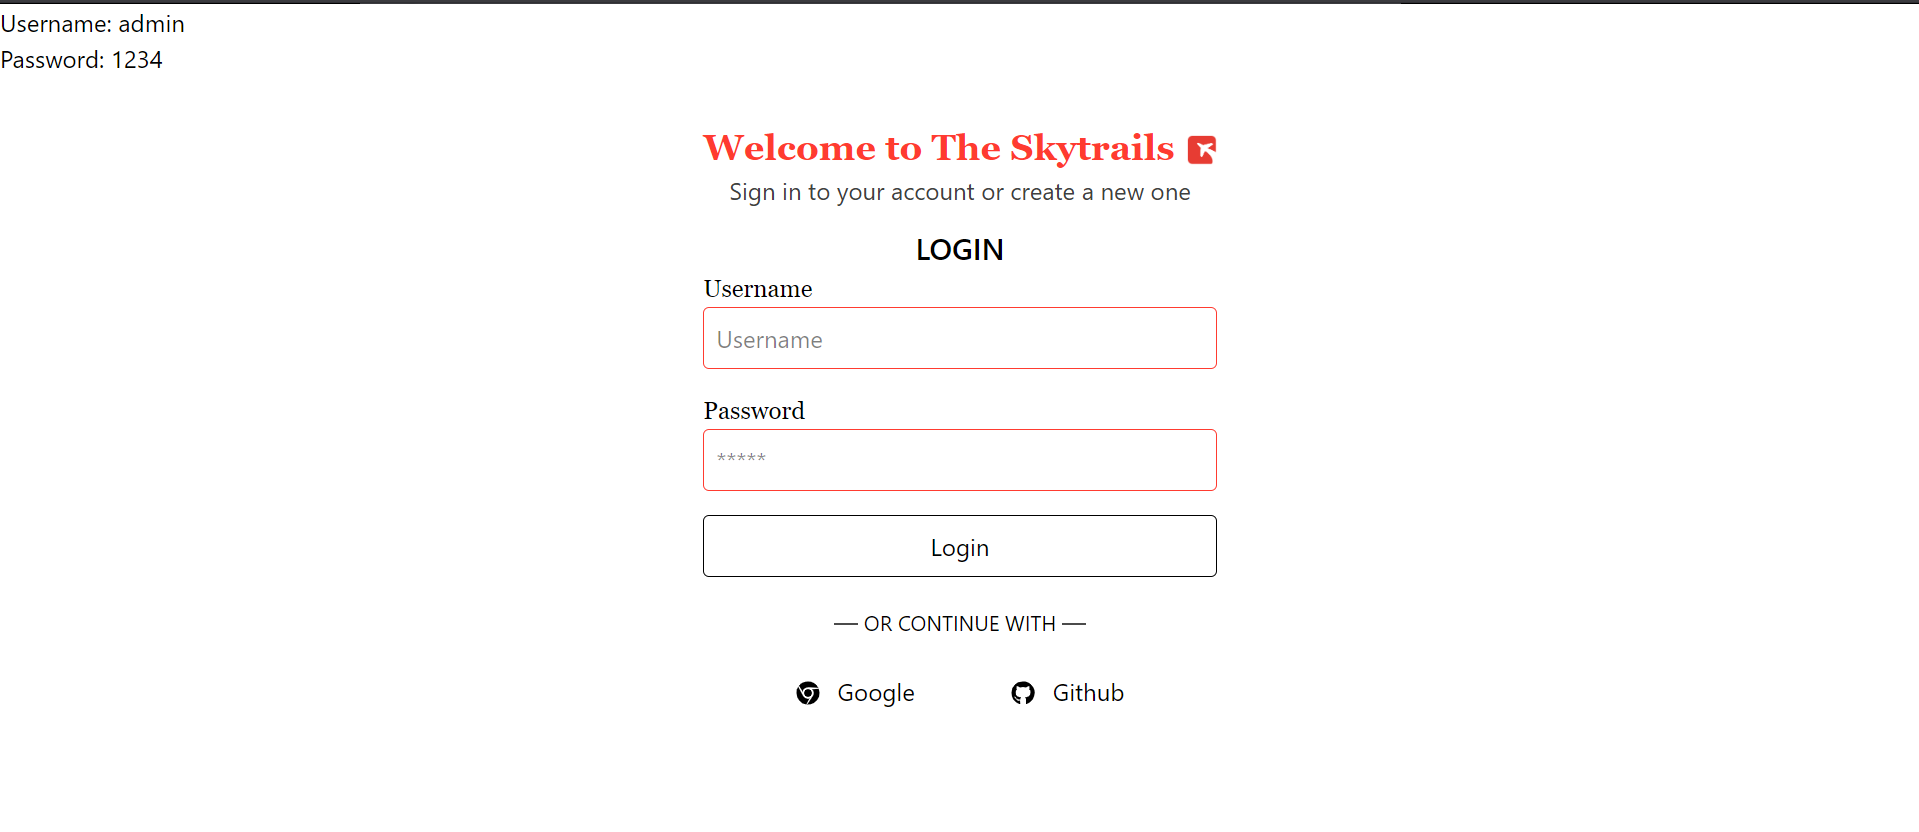 Username: admin
Password: 1234
Welcome to The Skytrails
Sign in to your account or create a new one
LOGIN
Username
Username
Password
*****
Login
— OR CONTINUE WITH —
Google
Github